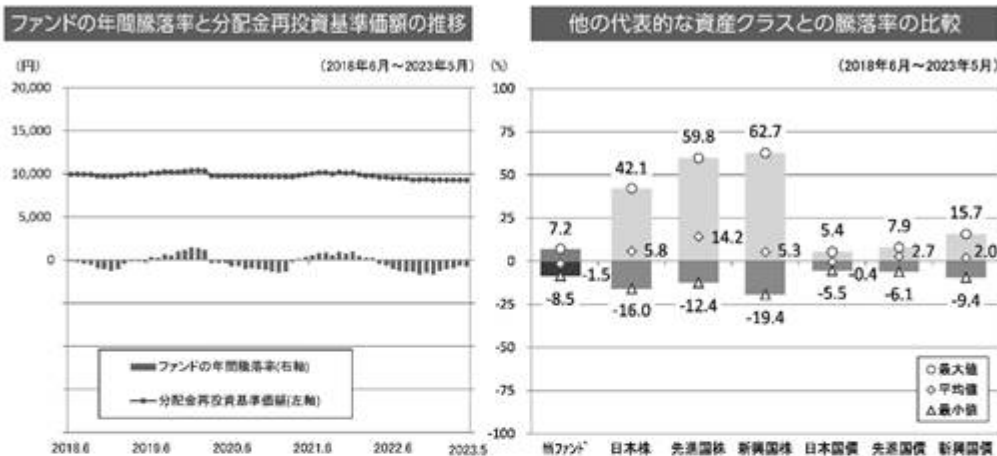 ファンドの年間騰落率と分配金再投資基準価額の推移
(円)
(2018年6月～2023年5月)
20,000
15,000
10,000
5,000
0
ファンドの年間騰落率(右軸)
分配金再投資基準価額(左軸)
2018.6 2019.6 2020.6 2021.6 2022.6 2023.5
他の代表的な資産クラスとの騰落率の比較
(%)
(2018年6月～2023年5月)
100
75
50
25
0
-25
-50
-75
-100
7.2 42.1 59.8 62.7 5.4 7.9 15.7
-1.5 5.8 14.2 5.3 -0.4 2.7 2.0
-8.5 -16.0 -12.4 -19.4 -5.5 -6.1 -9.4
最大値
平均値
最小値
当ファンド 日本株 先進国株 新興国株 日本国債 先進国債 新興国債